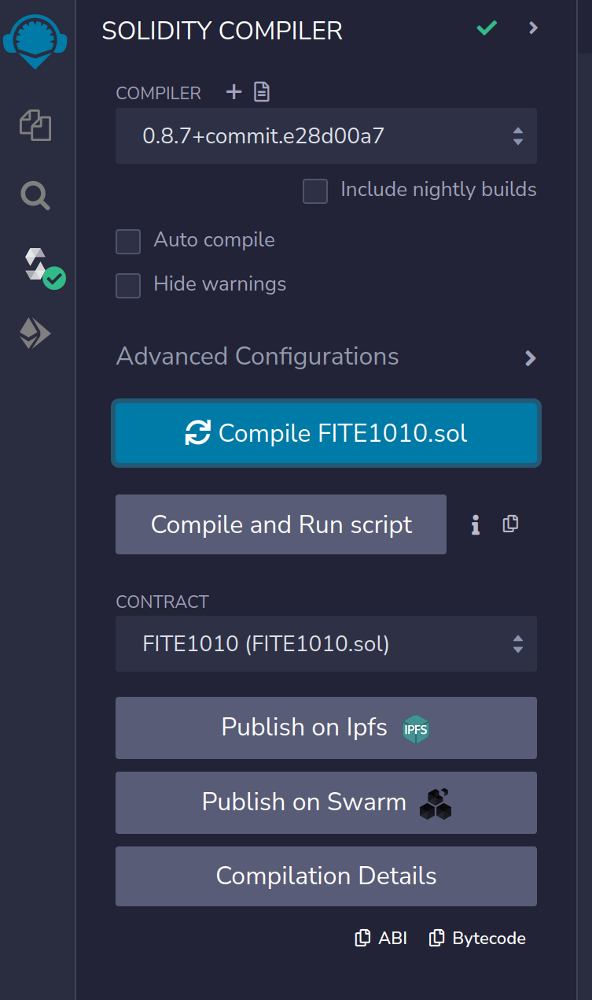 SOLIDITY COMPILER
COMPILER
0.8.7+commit.e28d00a7
Include nightly builds
Auto compile
Hide warnings
Advanced Configurations
Compile FITE1010.sol
Compile and Run script
CONTRACT
FITE1010 (FITE1010.sol)
Publish on Ipfs IPFS
Publish on Swarm
Compilation Details
ABI Bytecode